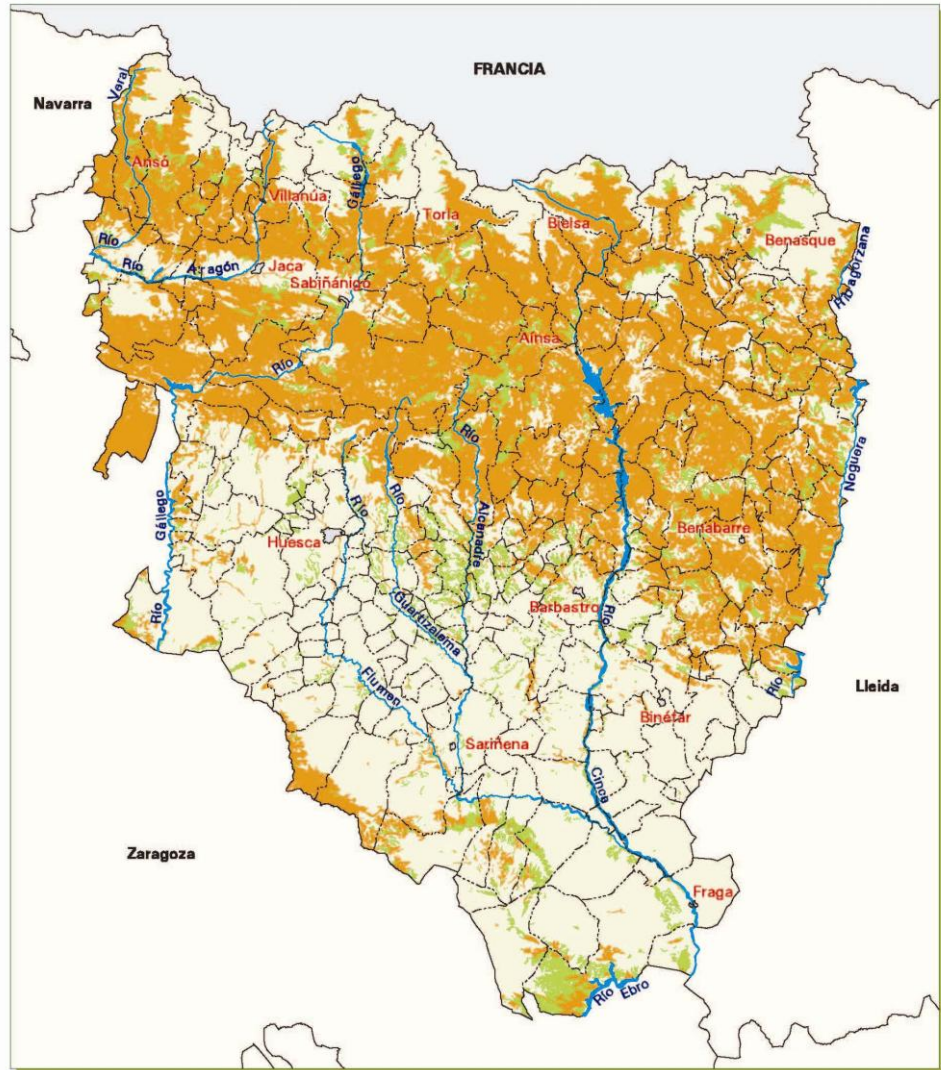 FRANCIA
Navarra
Veral
Ansó
Villanúa
Gállego
Torla
Bielsa
Benasque
Río
Río Aragón
Jaca
Sabiñánigo
Ribagorzana
Aínsa
Río
Noguera
Río
Río
Río
Alcanadre
Gállego
Huesca
Benabarre
Barbastro
Río
Río
Guartizalema
Flumen
Río
Lleida
Binéfar
Sariñena
Cinca
Zaragoza
Fraga
Río Ebro